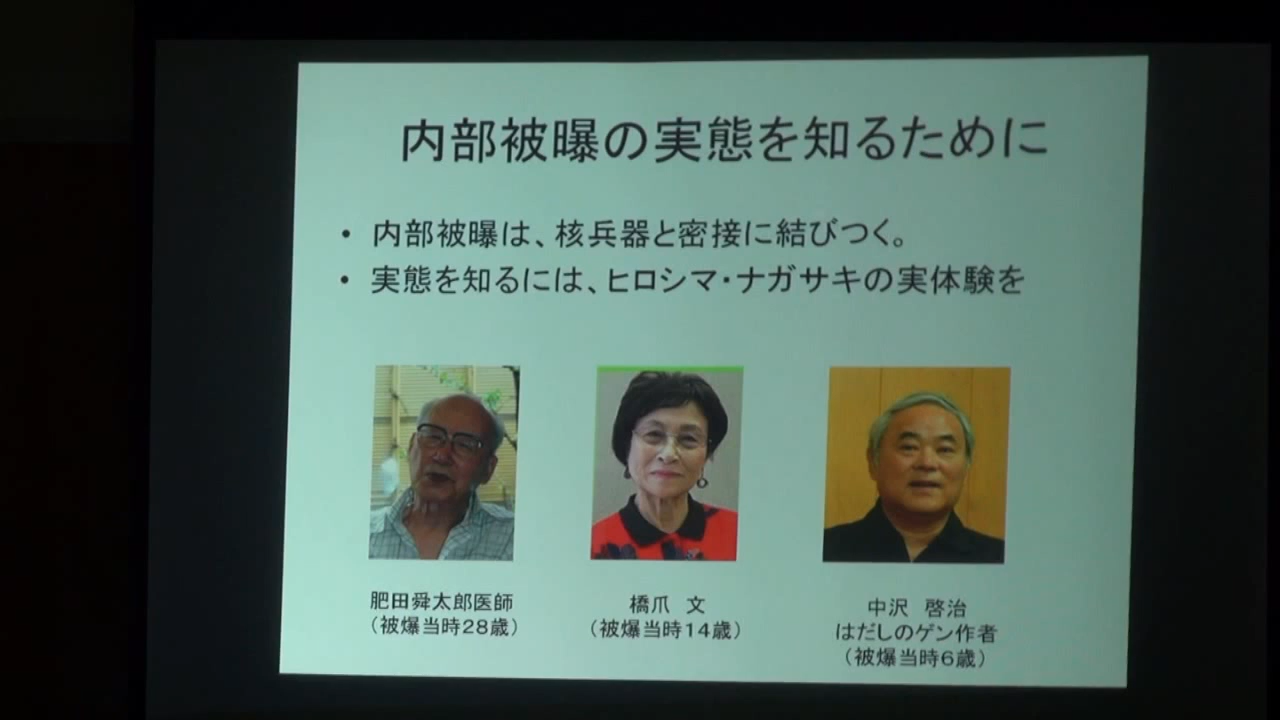 内部被曝の実態を知るために
• 内部被曝は、核兵器と密接に結びつく。
• 実態を知るには、ヒロシマ・ナガサキの実体験を
肥田舜太郎医師
（被爆当時28歳）
橋爪　文
（被爆当時14歳）
中沢　啓治
はだしのゲン作者
（被爆当時6歳）